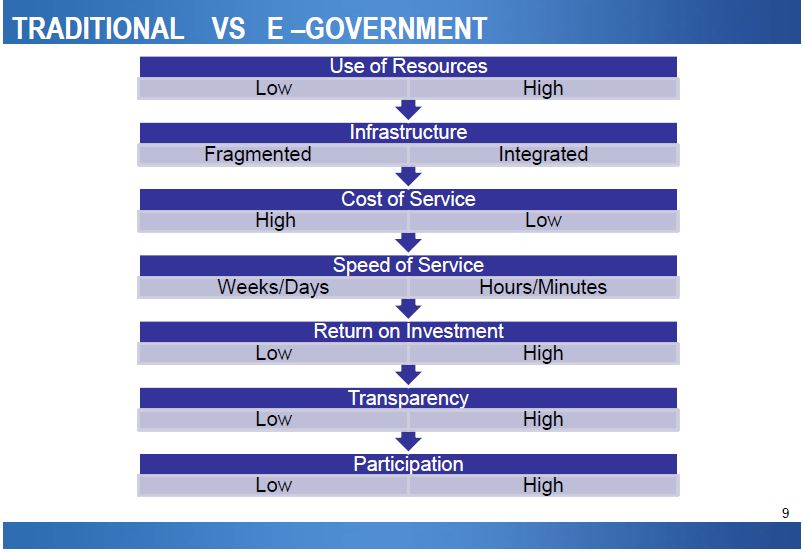 TRADITIONAL VS E –GOVERNMENT
Use of Resources
Low High
Infrastructure
Fragmented Integrated
Cost of Service
High Low
Speed of Service
Weeks/Days Hours/Minutes
Return on Investment
Low High
Transparency
Low High
Participation
Low High
9